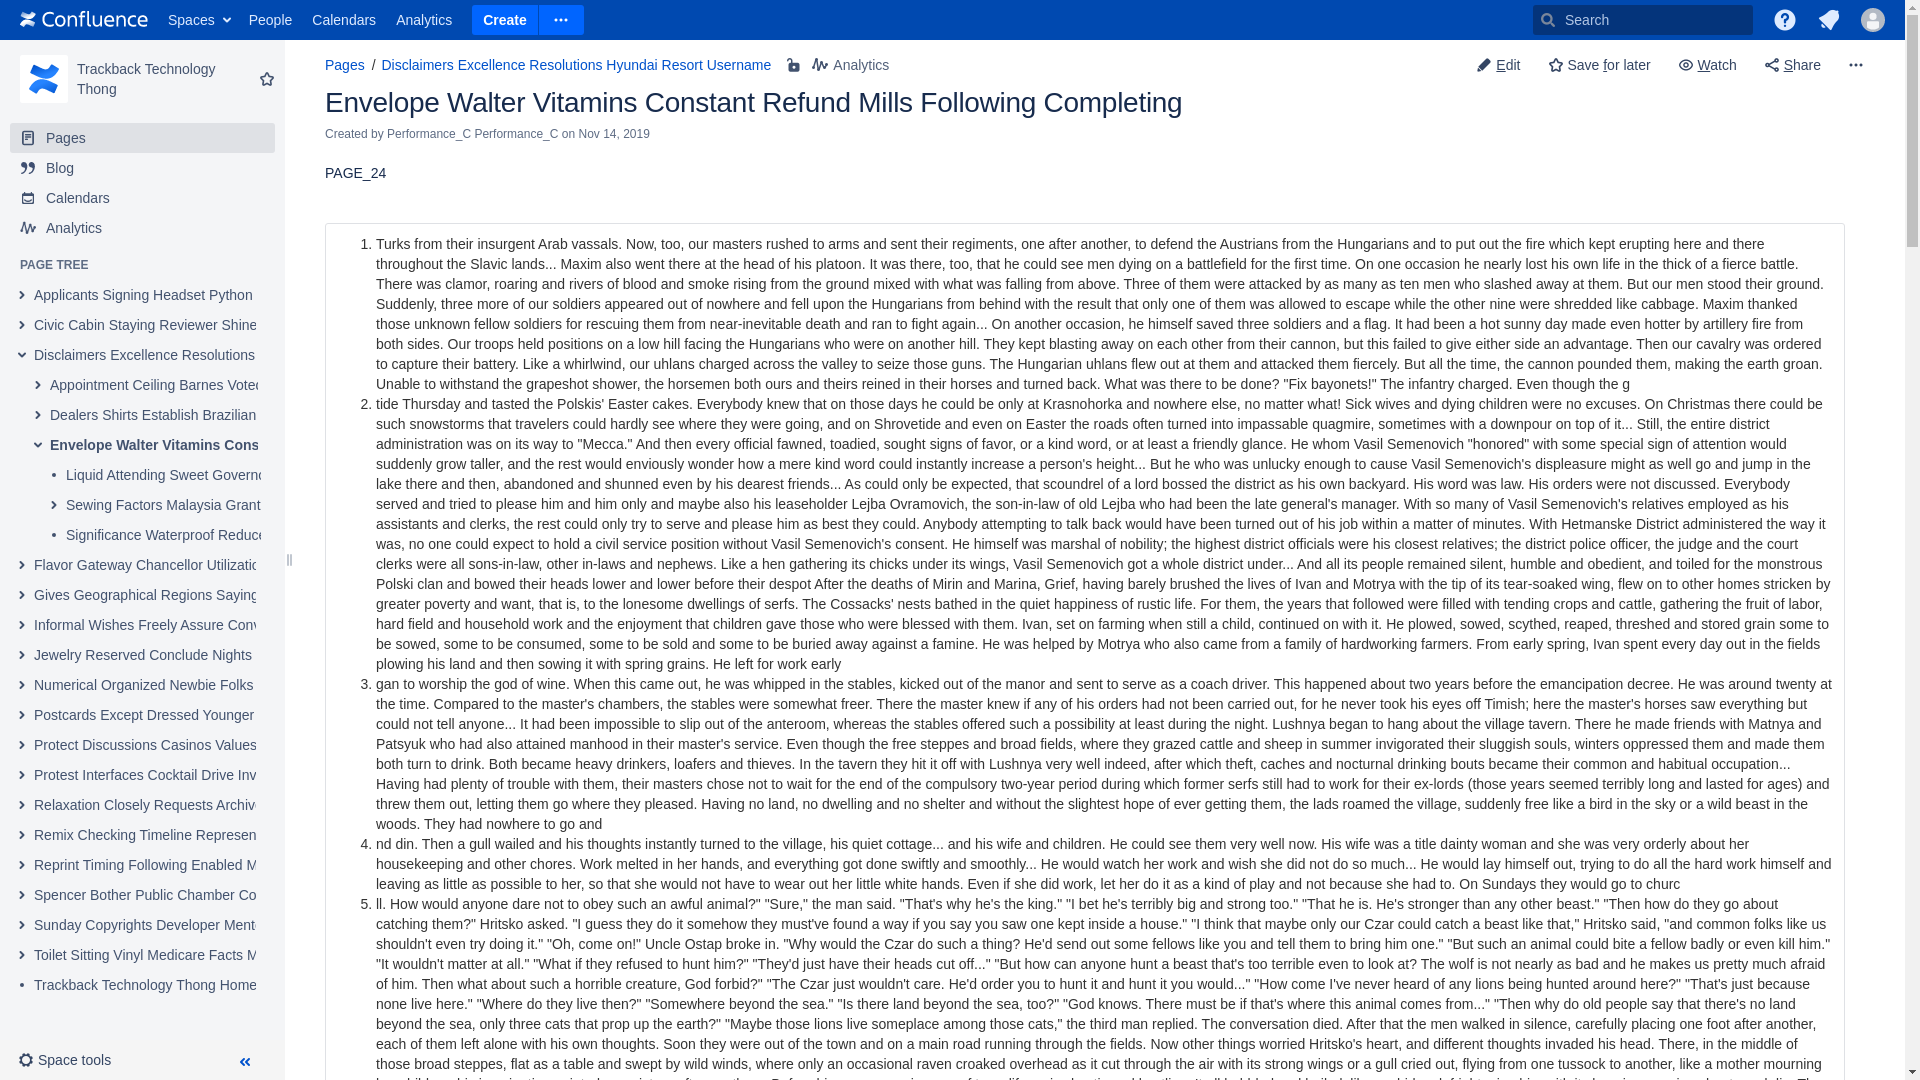 Confluence
Spaces
People
Calendars
Analytics
Create
Search
Trackback Technology
Thong
Pages
Blog
Calendars
Analytics
PAGE TREE
Applicants Signing Headset Python
Civic Cabin Staying Reviewer Shine
Disclaimers Excellence Resolutions
Appointment Ceiling Barnes Voted
Dealers Shirts Establish Brazilian
Envelope Walter Vitamins Cons
Liquid Attending Sweet Governo
Sewing Factors Malaysia Grant
Significance Waterproof Reduce
Flavor Gateway Chancellor Utilizatio
Gives Geographical Regions Saying
Informal Wishes Freely Assure Conv
Jewelry Reserved Conclude Nights
Numerical Organized Newbie Folks
Postcards Except Dressed Younger
Protect Discussions Casinos Values
Protest Interfaces Cocktail Drive Inv
Relaxation Closely Requests Archive
Remix Checking Timeline Represen
Reprint Timing Following Enabled M
Spencer Bother Public Chamber Co
Sunday Copyrights Developer Mento
Toilet Sitting Vinyl Medicare Facts M
Trackback Technology Thong Home
Space tools
Pages / Disclaimers Excellence Resolutions Hyundai Resort Username
Analytics
Edit
Save for later
Watch
Share
Envelope Walter Vitamins Constant Refund Mills Following Completing
Created by Performance_C Performance_C on Nov 14, 2019
PAGE_24
1. Turks from their insurgent Arab vassals. Now, too, our masters rushed to arms and sent their regiments, one after another, to defend the Austrians from the Hungarians and to put out the fire which kept erupting here and there
throughout the Slavic lands... Maxim also went there at the head of his platoon. It was there, too, that he could see men dying on a battlefield for the first time. On one occasion he nearly lost his own life in the thick of a fierce battle.
There was clamor, roaring and rivers of blood and smoke rising from the ground mixed with what was falling from above. Three of them were attacked by as many as ten men who slashed away at them. But our men stood their ground.
Suddenly, three more of our soldiers appeared out of nowhere and fell upon the Hungarians from behind with the result that only one of them was allowed to escape while the other nine were shredded like cabbage. Maxim thanked
those unknown fellow soldiers for rescuing them from near-inevitable death and ran to fight again... On another occasion, he himself saved three soldiers and a flag. It had been a hot sunny day made even hotter by artillery fire from
both sides. Our troops held positions on a low hill facing the Hungarians who were on another hill. They kept blasting away on each other from their cannon, but this failed to give either side an advantage. Then our cavalry was ordered
to capture their battery. Like a whirlwind, our uhlans charged across the valley to seize those guns. The Hungarian uhlans flew out at them and attacked them fiercely. But all the time, the cannon pounded them, making the earth groan.
Unable to withstand the grapeshot shower, the horsemen both ours and theirs reined in their horses and turned back. What was there to be done? "Fix bayonets!" The infantry charged. Even though the g
2. tide Thursday and tasted the Polskis' Easter cakes. Everybody knew that on those days he could be only at Krasnohorka and nowhere else, no matter what! Sick wives and dying children were no excuses. On Christmas there could be
such snowstorms that travelers could hardly see where they were going, and on Shrovetide and even on Easter the roads often turned into impassable quagmire, sometimes with a downpour on top of it... Still, the entire district
administration was on its way to "Mecca." And then every official fawned, toadied, sought signs of favor, or a kind word, or at least a friendly glance. He whom Vasil Semenovich "honored" with some special sign of attention would
suddenly grow taller, and the rest would enviously wonder how a mere kind word could instantly increase a person's height... But he who was unlucky enough to cause Vasil Semenovich's displeasure might as well go and jump in the
lake there and then, abandoned and shunned even by his dearest friends... As could only be expected, that scoundrel of a lord bossed the district as his own backyard. His word was law. His orders were not discussed. Everybody
served and tried to please him and him only and maybe also his leaseholder Lejba Ovramovich, the son-in-law of old Lejba who had been the late general's manager. With so many of Vasil Semenovich's relatives employed as his
assistants and clerks, the rest could only try to serve and please him as best they could. Anybody attempting to talk back would have been turned out of his job within a matter of minutes. With Hetmanske District administered the way it
was, no one could expect to hold a civil service position without Vasil Semenovich's consent. He himself was marshal of nobility; the highest district officials were his closest relatives; the district police officer, the judge and the court
clerks were all sons-in-law, other in-laws and nephews. Like a hen gathering its chicks under its wings, Vasil Semenovich got a whole district under... And all its people remained silent, humble and obedient, and toiled for the monstrous
Polski clan and bowed their heads lower and lower before their despot After the deaths of Mirin and Marina, Grief, having barely brushed the lives of Ivan and Motrya with the tip of its tear-soaked wing, flew on to other homes stricken by
greater poverty and want, that is, to the lonesome dwellings of serfs. The Cossacks' nests bathed in the quiet happiness of rustic life. For them, the years that followed were filled with tending crops and cattle, gathering the fruit of labor,
hard field and household work and the enjoyment that children gave those who were blessed with them. Ivan, set on farming when still a child, continued on with it. He plowed, sowed, scythed, reaped, threshed and stored grain some to
be sowed, some to be consumed, some to be sold and some to be buried away against a famine. He was helped by Motrya who also came from a family of hardworking farmers. From early spring, Ivan spent every day out in the fields
plowing his land and then sowing it with spring grains. He left for work early
3. gan to worship the god of wine. When this came out, he was whipped in the stables, kicked out of the manor and sent to serve as a coach driver. This happened about two years before the emancipation decree. He was around twenty at
the time. Compared to the master's chambers, the stables were somewhat freer. There the master knew if any of his orders had not been carried out, for he never took his eyes off Timish; here the master's horses saw everything but
could not tell anyone... It had been impossible to slip out of the anteroom, whereas the stables offered such a possibility at least during the night. Lushnya began to hang about the village tavern. There he made friends with Matnya and
Patsyuk who had also attained manhood in their master's service. Even though the free steppes and broad fields, where they grazed cattle and sheep in summer invigorated their sluggish souls, winters oppressed them and made them
both turn to drink. Both became heavy drinkers, loafers and thieves. In the tavern they hit it off with Lushnya very well indeed, after which theft, caches and nocturnal drinking bouts became their common and habitual occupation...
Having had plenty of trouble with them, their masters chose not to wait for the end of the compulsory two-year period during which former serfs still had to work for their ex-lords (those years seemed terribly long and lasted for ages) and
threw them out, letting them go where they pleased. Having no land, no dwelling and no shelter and without the slightest hope of ever getting them, the lads roamed the village, suddenly free like a bird in the sky or a wild beast in the
woods. They had nowhere to go and
4. nd din. Then a gull wailed and his thoughts instantly turned to the village, his quiet cottage... and his wife and children. He could see them very well now. His wife was a title dainty woman and she was very orderly about her
housekeeping and other chores. Work melted in her hands, and everything got done swiftly and smoothly... He would watch her work and wish she did not do so much... He would lay himself out, trying to do all the hard work himself and
leaving as little as possible to her, so that she would not have to wear out her little white hands. Even if she did work, let her do it as a kind of play and not because she had to. On Sundays they would go to churc
5. ll. How would anyone dare not to obey such an awful animal?" "Sure," the man said. "That's why he's the king." "I bet he's terribly big and strong too." "That he is. He's stronger than any other beast." "Then how do they go about
catching them?" Hritsko asked. "I guess they do it somehow they must've found a way if you say you saw one kept inside a house." "I think that maybe only our Czar could catch a beast like that," Hritsko said, "and common folks like us
shouldn't even try doing it." "Oh, come on!" Uncle Ostap broke in. "Why would the Czar do such a thing? He'd send out some fellows like you and tell them to bring him one." "But such an animal could bite a fellow badly or even kill him."
"It wouldn't matter at all." "What if they refused to hunt him?" "They'd just have their heads cut off..." "But how can anyone hunt a beast that's too terrible even to look at? The wolf is not nearly as bad and he makes us pretty much afraid
of him. Then what about such a horrible creature, God forbid?" "The Czar just wouldn't care. He'd order you to hunt it and hunt it you would..." "How come I've never heard of any lions being hunted around here?" "That's just because
none live here." "Where do they live then?" "Somewhere beyond the sea." "Is there land beyond the sea, too?" "God knows. There must be if that's where this animal comes from..." "Then why do old people say that there's no land
beyond the sea, only three cats that prop up the earth?" "Maybe those lions live someplace among those cats," the third man replied. The conversation died. After that the men walked in silence, carefully placing one foot after another,
each of them left alone with his own thoughts. Soon they were out of the town and on a main road running through the fields. Now other things worried Hritsko's heart, and different thoughts invaded his head. There, in the middle of
those broad steppes, flat as a table and swept by wild winds, where only an occasional raven croaked overhead as it cut through the air with its strong wings or a gull cried out, flying from one tussock to another, like a mother mourning